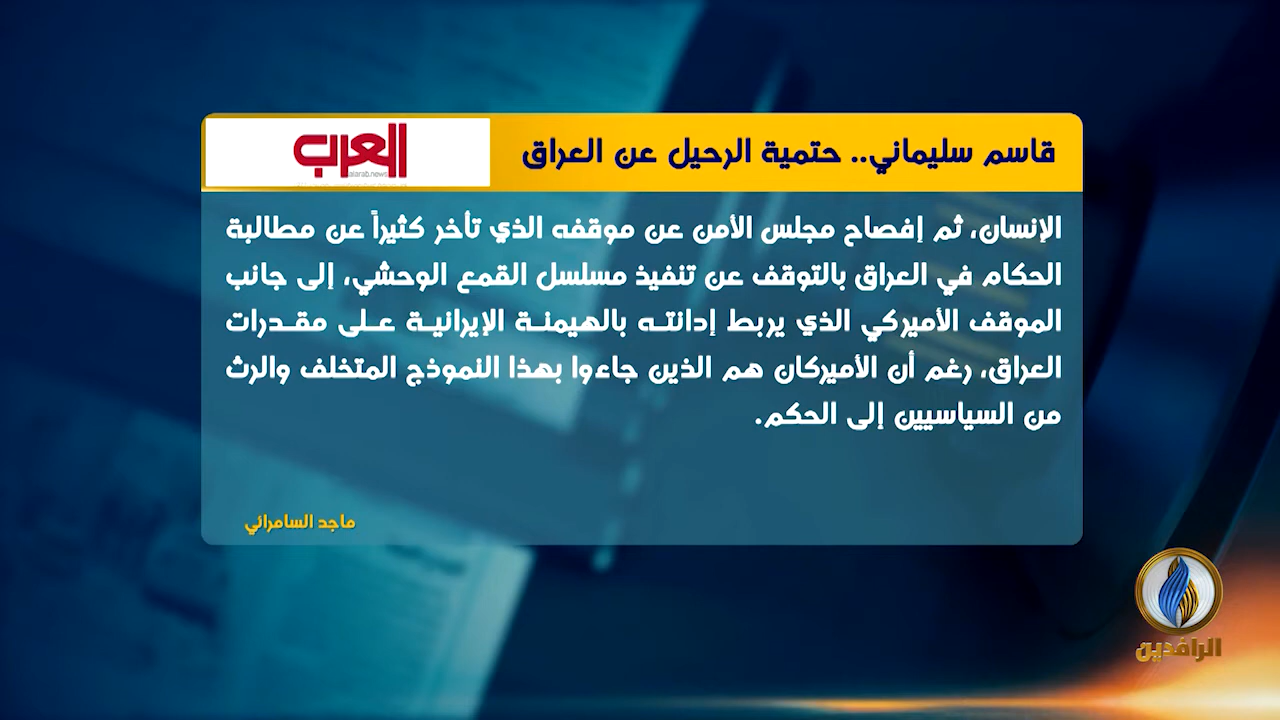 قاسم سليماني.. حتمية الرحيل عن العراق
العرب
alarab.news
الإنسان، ثم إفصاح مجلس الأمن عن موقفه الذي تأخر كثيراً عن مطالبة
الحكام في العراق بالتوقف عن تنفيذ مسلسل القمع الوحشي، إلى جانب
الموقف الأميركي الذي يربط إدانته بالهيمنة الإيرانية على مقدرات
العراق، رغم أن الأميركان هم الذين جاءوا بهذا النموذج المتخلف والرث
من السياسيين إلى الحكم.
ماجد السامرائي
الرافدين